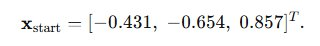 x_start = [−0.431, −0.654, 0.857]^T.